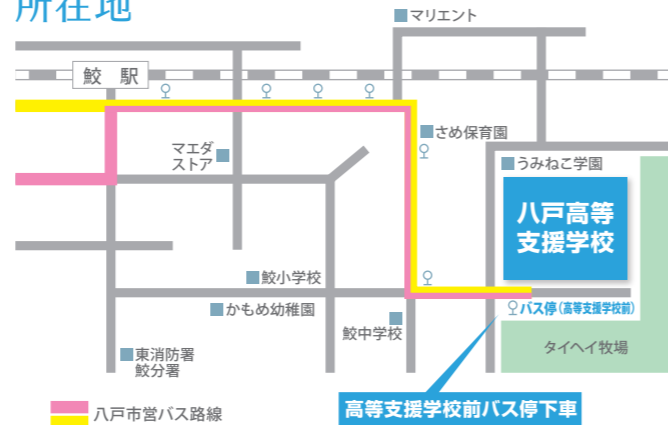 所在地
マリエント
鮫 駅
さめ保育園
マエダ
ストア
うみねこ学園
八戸高等
支援学校
鮫小学校
かもめ幼稚園
バス停(高等支援学校前)
鮫中学校
東消防署
鮫分署
タイヘイ牧場
八戸市営バス路線
高等支援学校前バス停下車